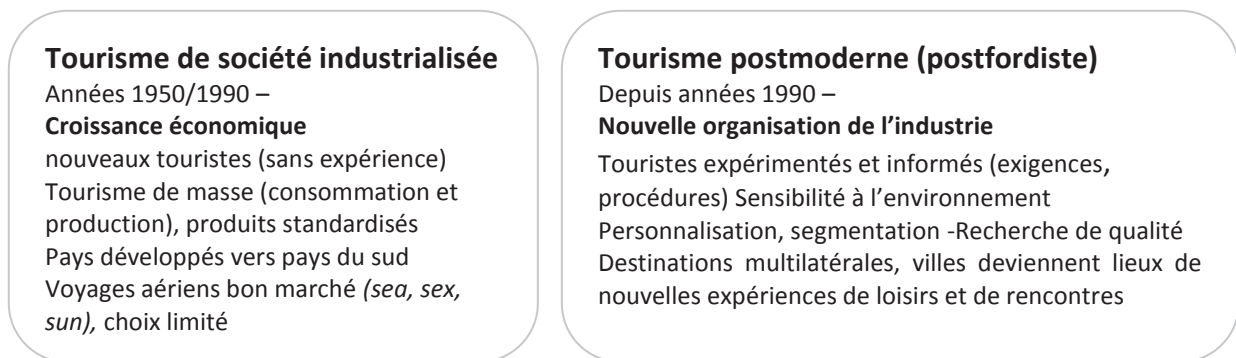 Tourisme de société industrialisée
Années 1950/1990 –
Croissance économique
nouveaux touristes (sans expérience)
Tourisme de masse (consommation et
production), produits standardisés
Pays développés vers pays du sud
Voyages aériens bon marché (sea, sex,
sun), choix limité
Tourisme postmoderne (postfordiste)
Depuis années 1990 –
Nouvelle organisation de l’industrie
Touristes expérimentés et informés (exigences,
procédures) Sensibilité à l’environnement
Personnalisation, segmentation -Recherche de qualité
Destinations multilatérales, villes deviennent lieux de
nouvelles expériences de loisirs et de rencontres